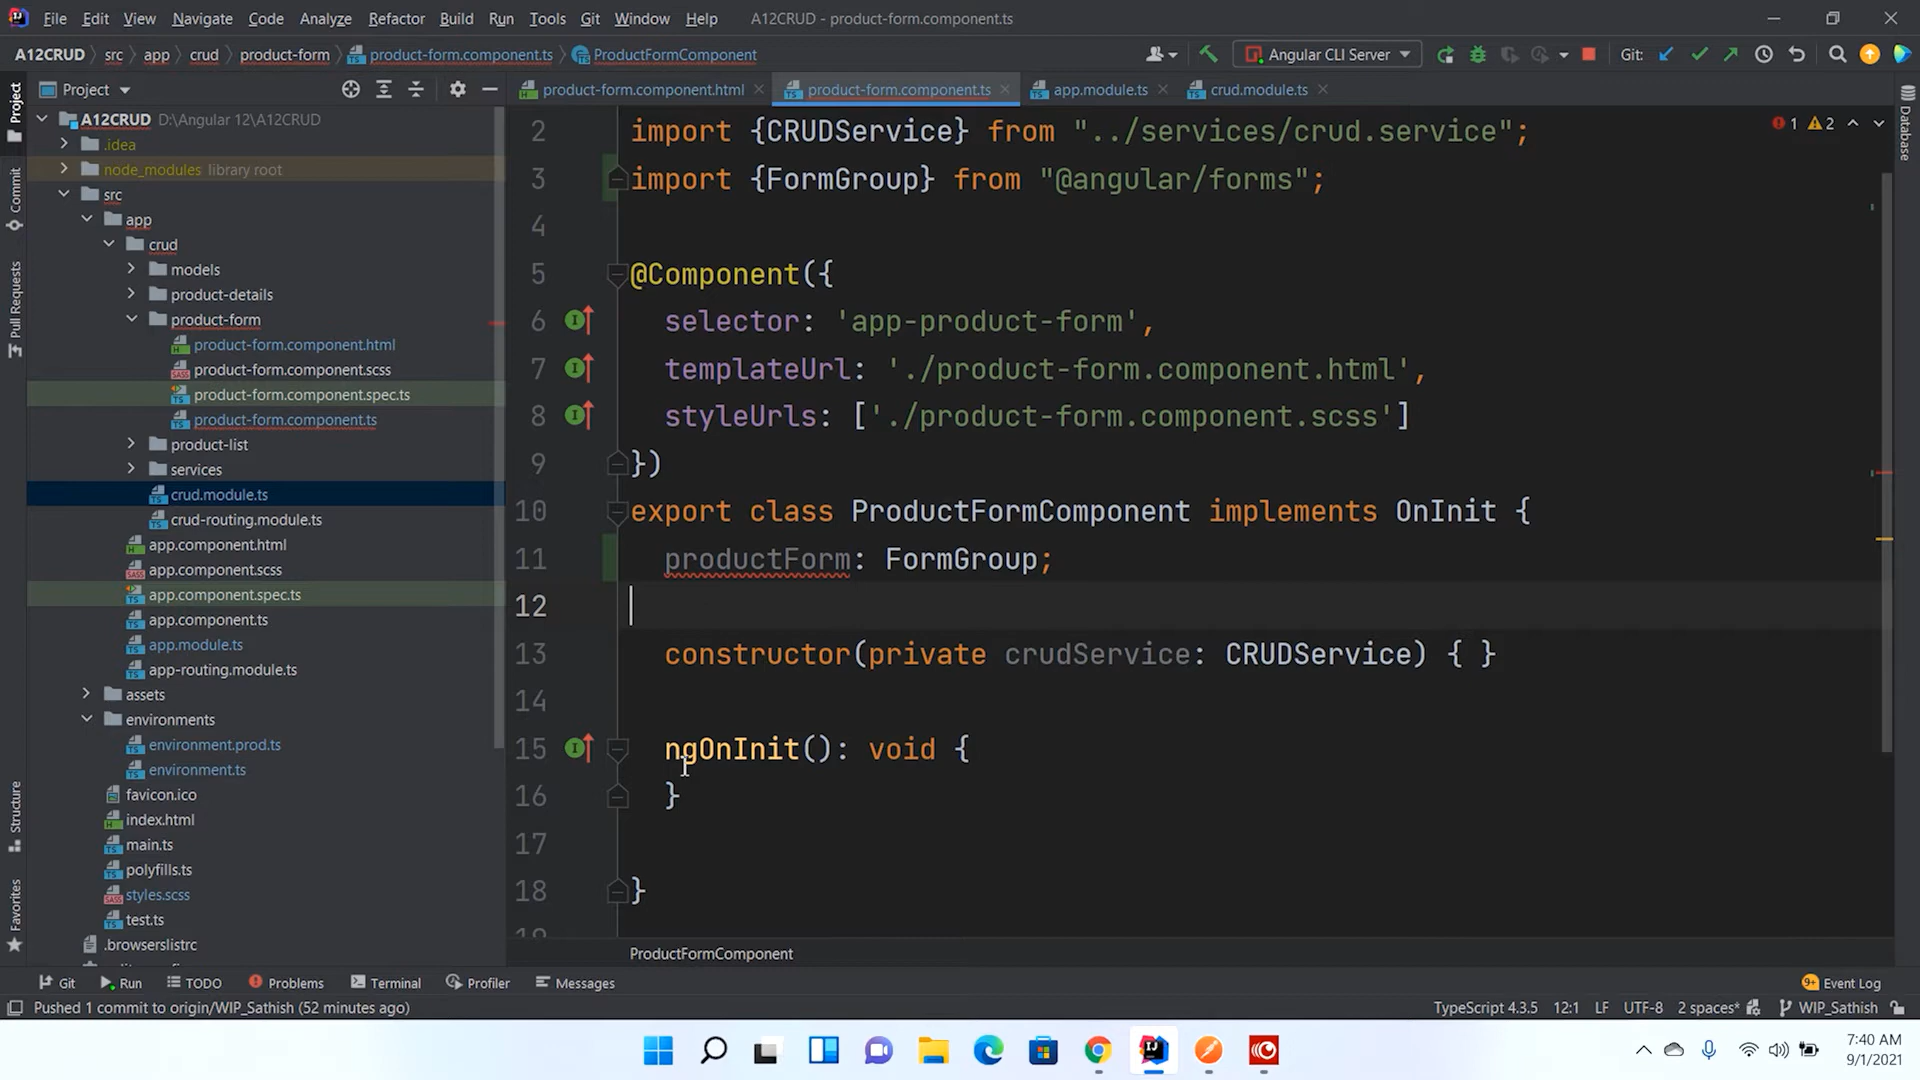 File Edit View Navigate Code Analyze Refactor Build Run Tools Git Window Help A12CRUD - product-form.component.ts
A12CRUD src app crud product-form product-form.component.ts ProductFormComponent Angular CLI Server Git:
Project
product-form.component.html product-form.component.ts app.module.ts crud.module.ts
Project
Commit
Pull Requests
Structure
Favorites
Database
A12CRUD D:\Angular 12\A12CRUD
.idea
node_modules library root
src
app
crud
models
product-details
product-form
product-form.component.html
product-form.component.scss
product-form.component.spec.ts
product-form.component.ts
product-list
services
crud.module.ts
crud-routing.module.ts
app.component.html
app.component.scss
app.component.spec.ts
app.component.ts
app.module.ts
app-routing.module.ts
assets
environments
environment.prod.ts
environment.ts
favicon.ico
index.html
main.ts
polyfills.ts
styles.scss
test.ts
.browserslistrc
1 2
2 import {CRUDService} from "../services/crud.service";
3 import {FormGroup} from "@angular/forms";
4
5 @Component({
6 selector: 'app-product-form',
7 templateUrl: './product-form.component.html',
8 styleUrls: ['./product-form.component.scss']
9 })
10 export class ProductFormComponent implements OnInit {
11 productForm: FormGroup;
12
13 constructor(private crudService: CRUDService) { }
14
15 ngOnInit(): void {
16 }
17
18 }
ProductFormComponent
Git Run TODO Problems Terminal Profiler Messages 9+ Event Log
Pushed 1 commit to origin/WIP_Sathish (52 minutes ago) TypeScript 4.3.5 12:1 LF UTF-8 2 spaces* WIP_Sathish
7:40 AM
9/1/2021